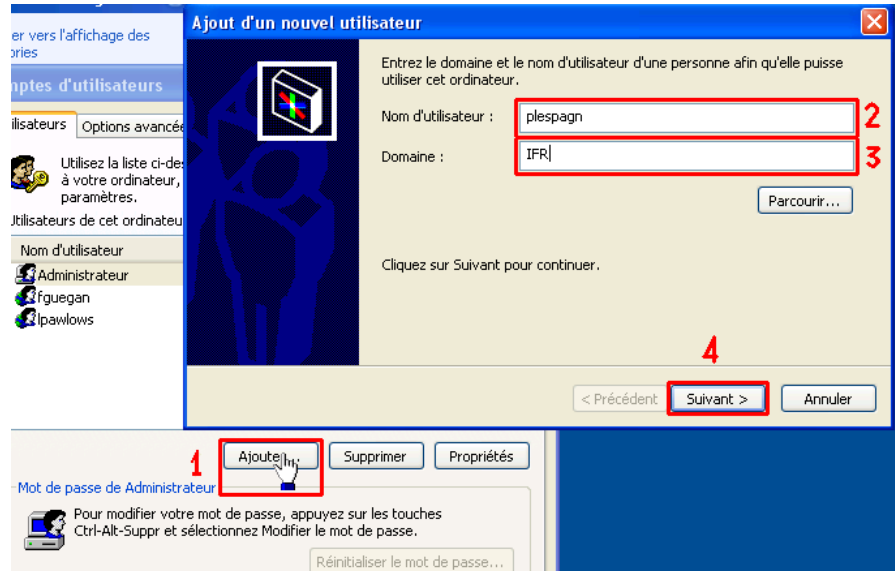 er vers l'affichage des
ories
mptes d'utilisateurs
ilisateurs
Options avancée
Utilisez la liste ci-des
à votre ordinateur,
paramètres.
Utilisateurs de cet ordinateu
Nom d'utilisateur
Administrateur
fguegan
lpawlows
Ajout d'un nouvel utilisateur
Entrez le domaine et le nom d'utilisateur d'une personne afin qu'elle puisse
utiliser cet ordinateur.
Nom d'utilisateur :
plespagn
2
Domaine :
IFR
3
Parcourir...
Cliquez sur Suivant pour continuer.
4
< Précédent
Suivant >
Annuler
1
Ajouter...
Supprimer
Propriétés
Mot de passe de Administrateur
Pour modifier votre mot de passe, appuyez sur les touches
Ctrl-Alt-Suppr et sélectionnez Modifier le mot de passe.
Réinitialiser le mot de passe...